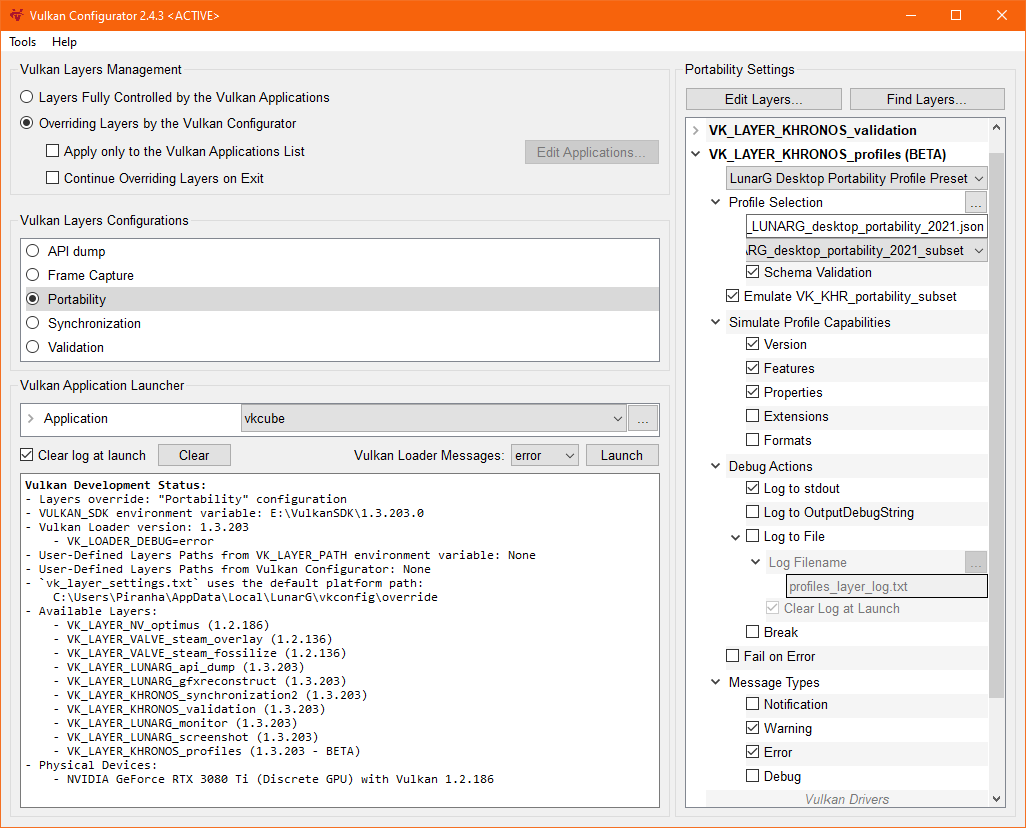 Vulkan Configurator 2.4.3 <ACTIVE>
Tools Help
Vulkan Layers Management
Layers Fully Controlled by the Vulkan Applications
Overriding Layers by the Vulkan Configurator
Apply only to the Vulkan Applications List
Edit Applications...
Continue Overriding Layers on Exit
Vulkan Layers Configurations
API dump
Frame Capture
Portability
Synchronization
Validation
Vulkan Application Launcher
Application vkcube ...
Clear log at launch Clear Vulkan Loader Messages: error Launch
Vulkan Development Status:
- Layers override: "Portability" configuration
- VULKAN_SDK environment variable: E:\VulkanSDK\1.3.203.0
- Vulkan Loader version: 1.3.203
- VK_LOADER_DEBUG=error
- User-Defined Layers Paths from VK_LAYER_PATH environment variable: None
- User-Defined Layers Paths from Vulkan Configurator: None
- `vk_layer_settings.txt` uses the default platform path:
C:\Users\Piranha\AppData\Local\LunarG\vkconfig\override
- Available Layers:
- VK_LAYER_NV_optimus (1.2.186)
- VK_LAYER_VALVE_steam_overlay (1.2.136)
- VK_LAYER_VALVE_steam_fossilize (1.2.136)
- VK_LAYER_LUNARG_api_dump (1.3.203)
- VK_LAYER_LUNARG_gfxreconstruct (1.3.203)
- VK_LAYER_KHRONOS_synchronization2 (1.3.203)
- VK_LAYER_KHRONOS_validation (1.3.203)
- VK_LAYER_LUNARG_monitor (1.3.203)
- VK_LAYER_LUNARG_screenshot (1.3.203)
- VK_LAYER_KHRONOS_profiles (1.3.203 - BETA)
- Physical Devices:
- NVIDIA GeForce RTX 3080 Ti (Discrete GPU) with Vulkan 1.2.186
Portability Settings
Edit Layers... Find Layers...
VK_LAYER_KHRONOS_validation
VK_LAYER_KHRONOS_profiles (BETA)
LunarG Desktop Portability Profile Preset
Profile Selection ...
_LUNARG_desktop_portability_2021.json
ARG_desktop_portability_2021_subset
Schema Validation
Emulate VK_KHR_portability_subset
Simulate Profile Capabilities
Version
Features
Properties
Extensions
Formats
Debug Actions
Log to stdout
Log to OutputDebugString
Log to File
Log Filename ...
profiles_layer_log.txt
Clear Log at Launch
Break
Fail on Error
Message Types
Notification
Warning
Error
Debug
Vulkan Drivers